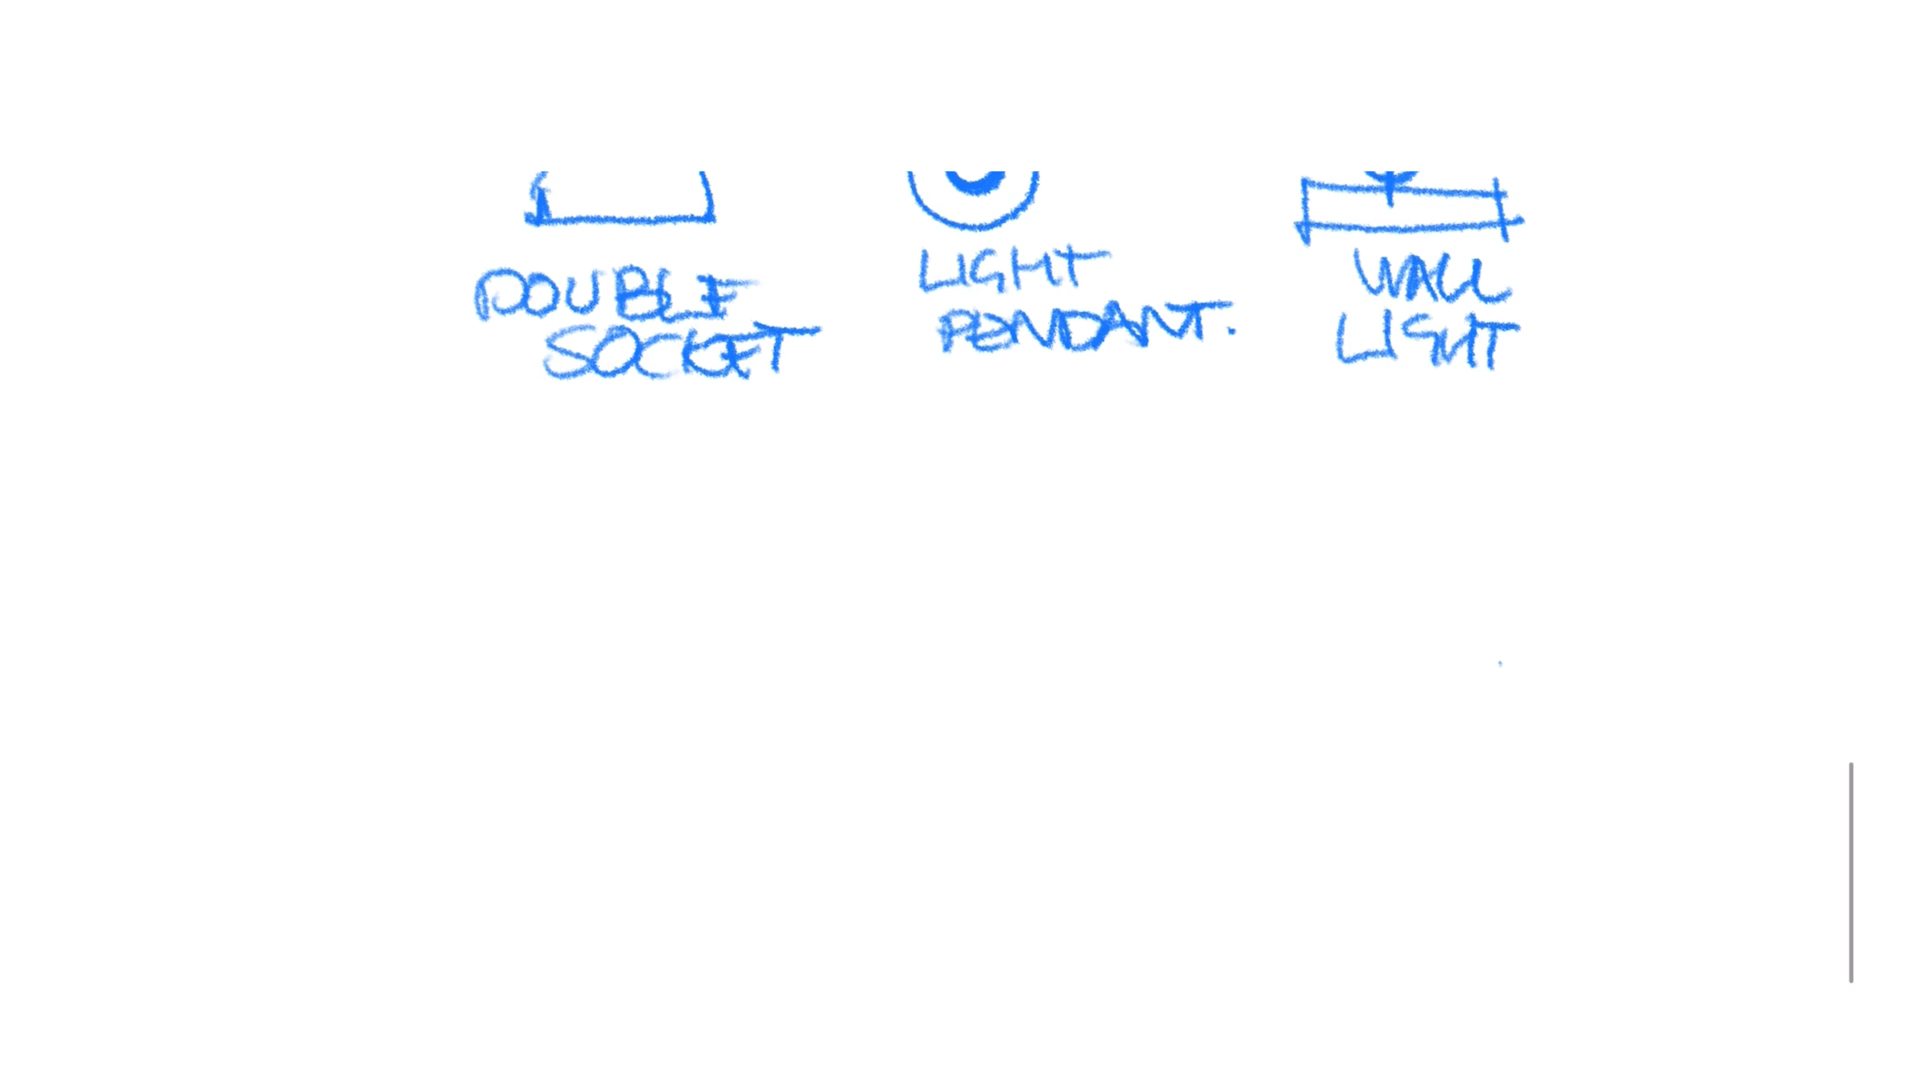 DOUBLE
SOCKET
LIGHT
PENDANT.
WALL
LIGHT